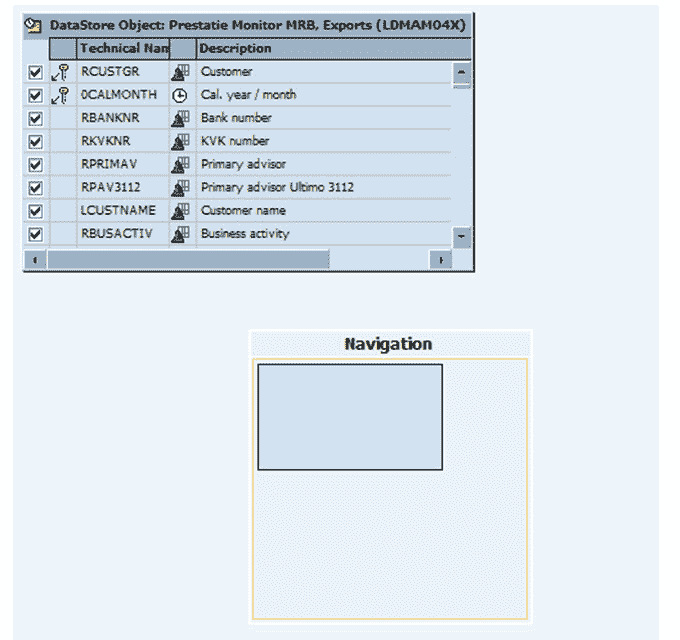 DataStore Object: Prestatie Monitor MRB, Exports (LDMAM04X)
Technical Nam Description
RCUSTGR Customer
0CALMONTH Cal. year / month
RBANKNR Bank number
RKVKNR KVK number
RPRIMAV Primary advisor
RPAV3112 Primary advisor Ultimo 3112
LCUSTNAME Customer name
RBUSACTIV Business activity
Navigation